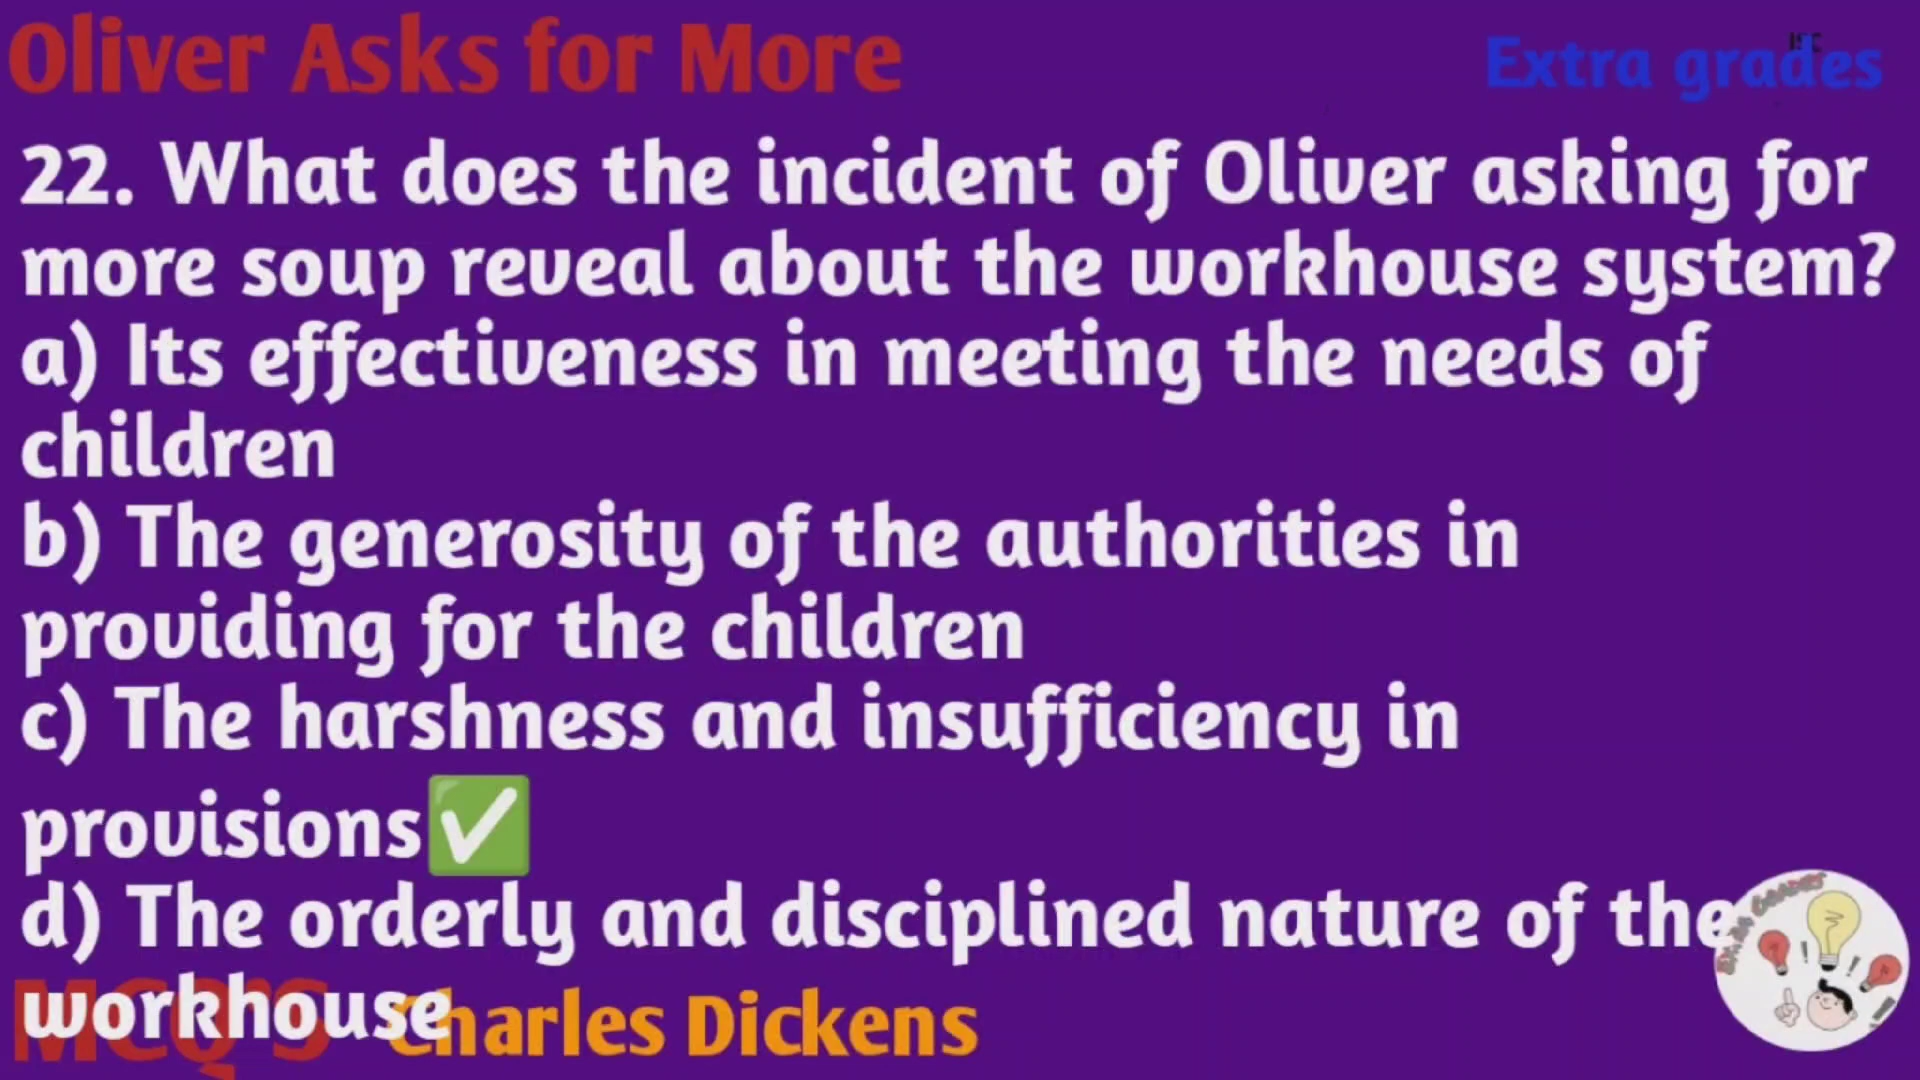 Oliver Asks for More
ISC
Extra grades
22. What does the incident of Oliver asking for
more soup reveal about the workhouse system?
a) Its effectiveness in meeting the needs of
children
b) The generosity of the authorities in
providing for the children
c) The harshness and insufficiency in
provisions✅
d) The orderly and disciplined nature of the
workhouse
MCQ'S
Charles Dickens
EXTRA GRADES